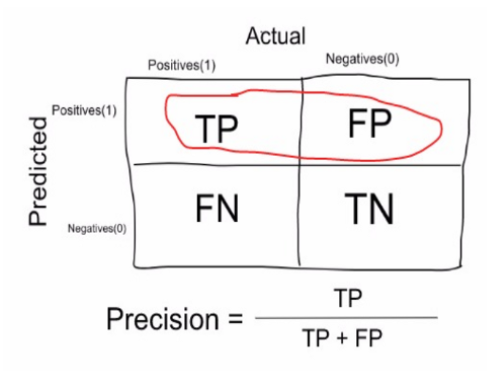 Actual
Positives(1) Negatives(0)
Predicted
Positives(1) TP FP
Negatives(0) FN TN
Precision = TP
TP + FP